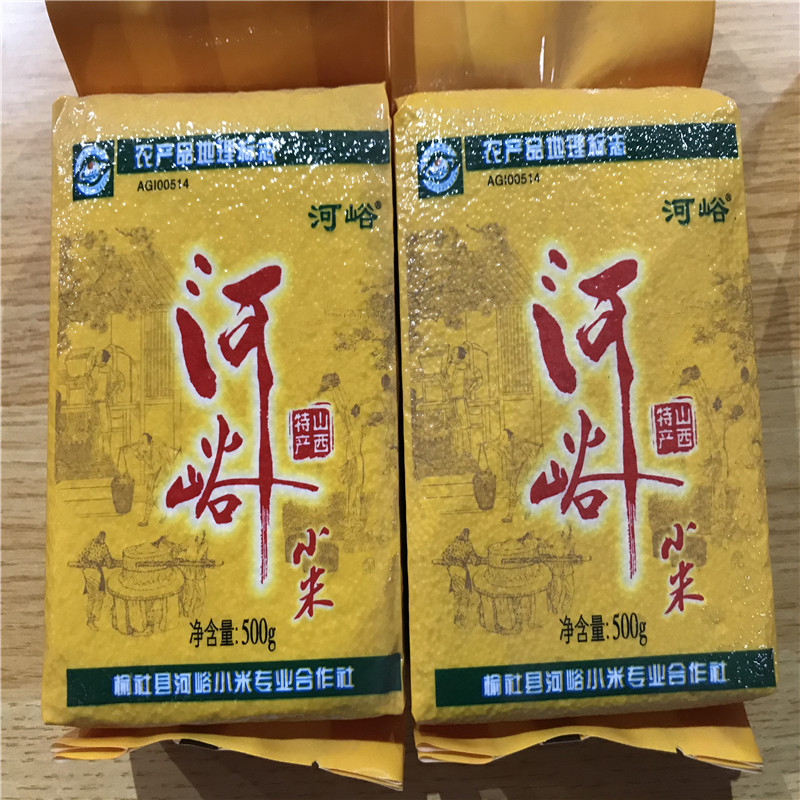 农产品地理标志
AGI00514
河峪®
河峪
山西
特产
小米
净含量:500g
榆社县河峪小米专业合作社
农产品地理标志
AGI00514
河峪®
河峪
山西
特产
小米
净含量:500g
榆社县河峪小米专业合作社